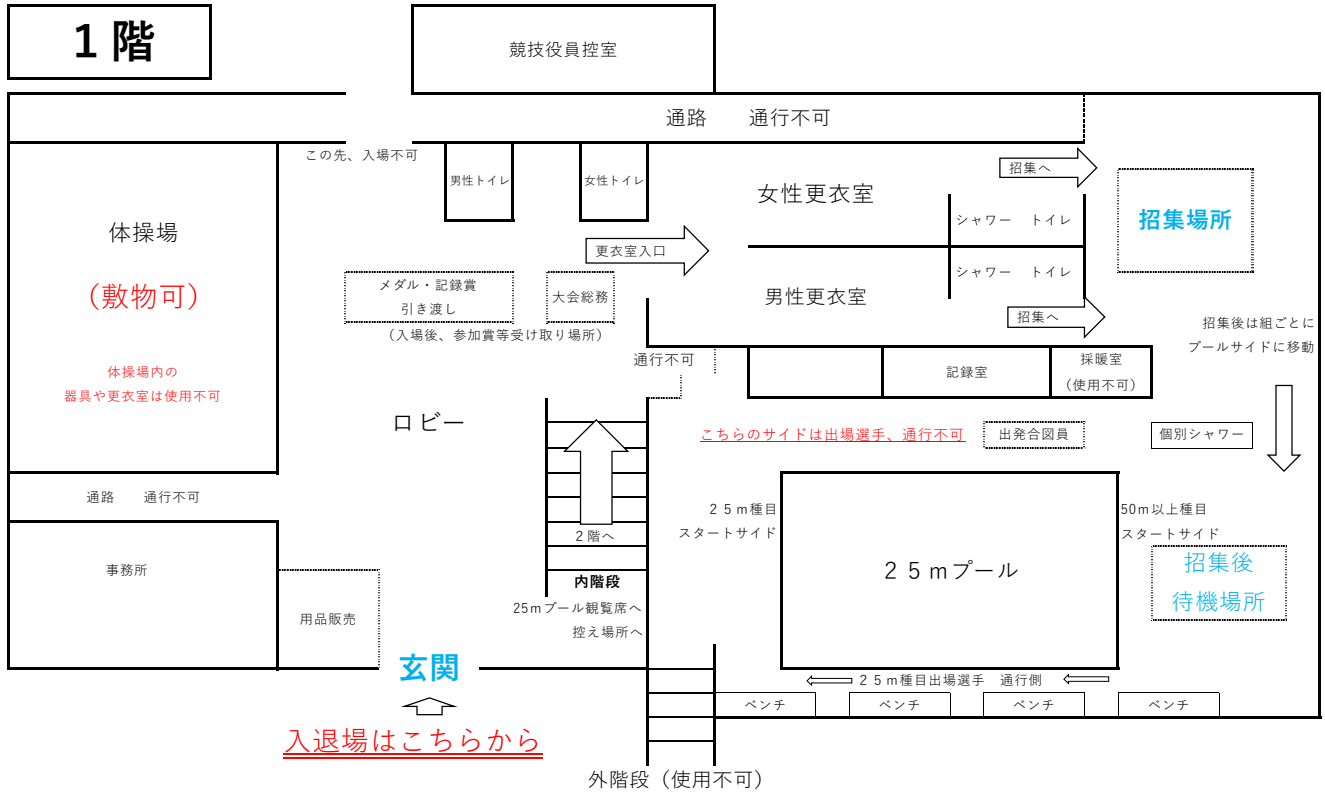 １階
競技役員控室
通路　　通行不可
この先、入場不可
男性トイレ
女性トイレ
女性更衣室
招集へ
招集場所
シャワー　トイレ
体操場
（敷物可）
体操場内の
器具や更衣室は使用不可
更衣室入口
シャワー　トイレ
メダル・記録賞
引き渡し
大会総務
（入場後、参加賞等受け取り場所）
男性更衣室
招集へ
招集後は組ごとに
プールサイドに移動
通行不可
記録室
採暖室
（使用不可）
ロビー
こちらのサイドは出場選手、通行不可
出発合図員
個別シャワー
通路　　通行不可
２５ｍ種目
スタートサイド
50ｍ以上種目
スタートサイド
２階へ
２５ｍプール
招集後
待機場所
事務所
内階段
25ｍプール観覧席へ
控え場所へ
用品販売
玄関
２５ｍ種目出場選手　通行側
ベンチ
ベンチ
ベンチ
ベンチ
入退場はこちらから
外階段（使用不可）